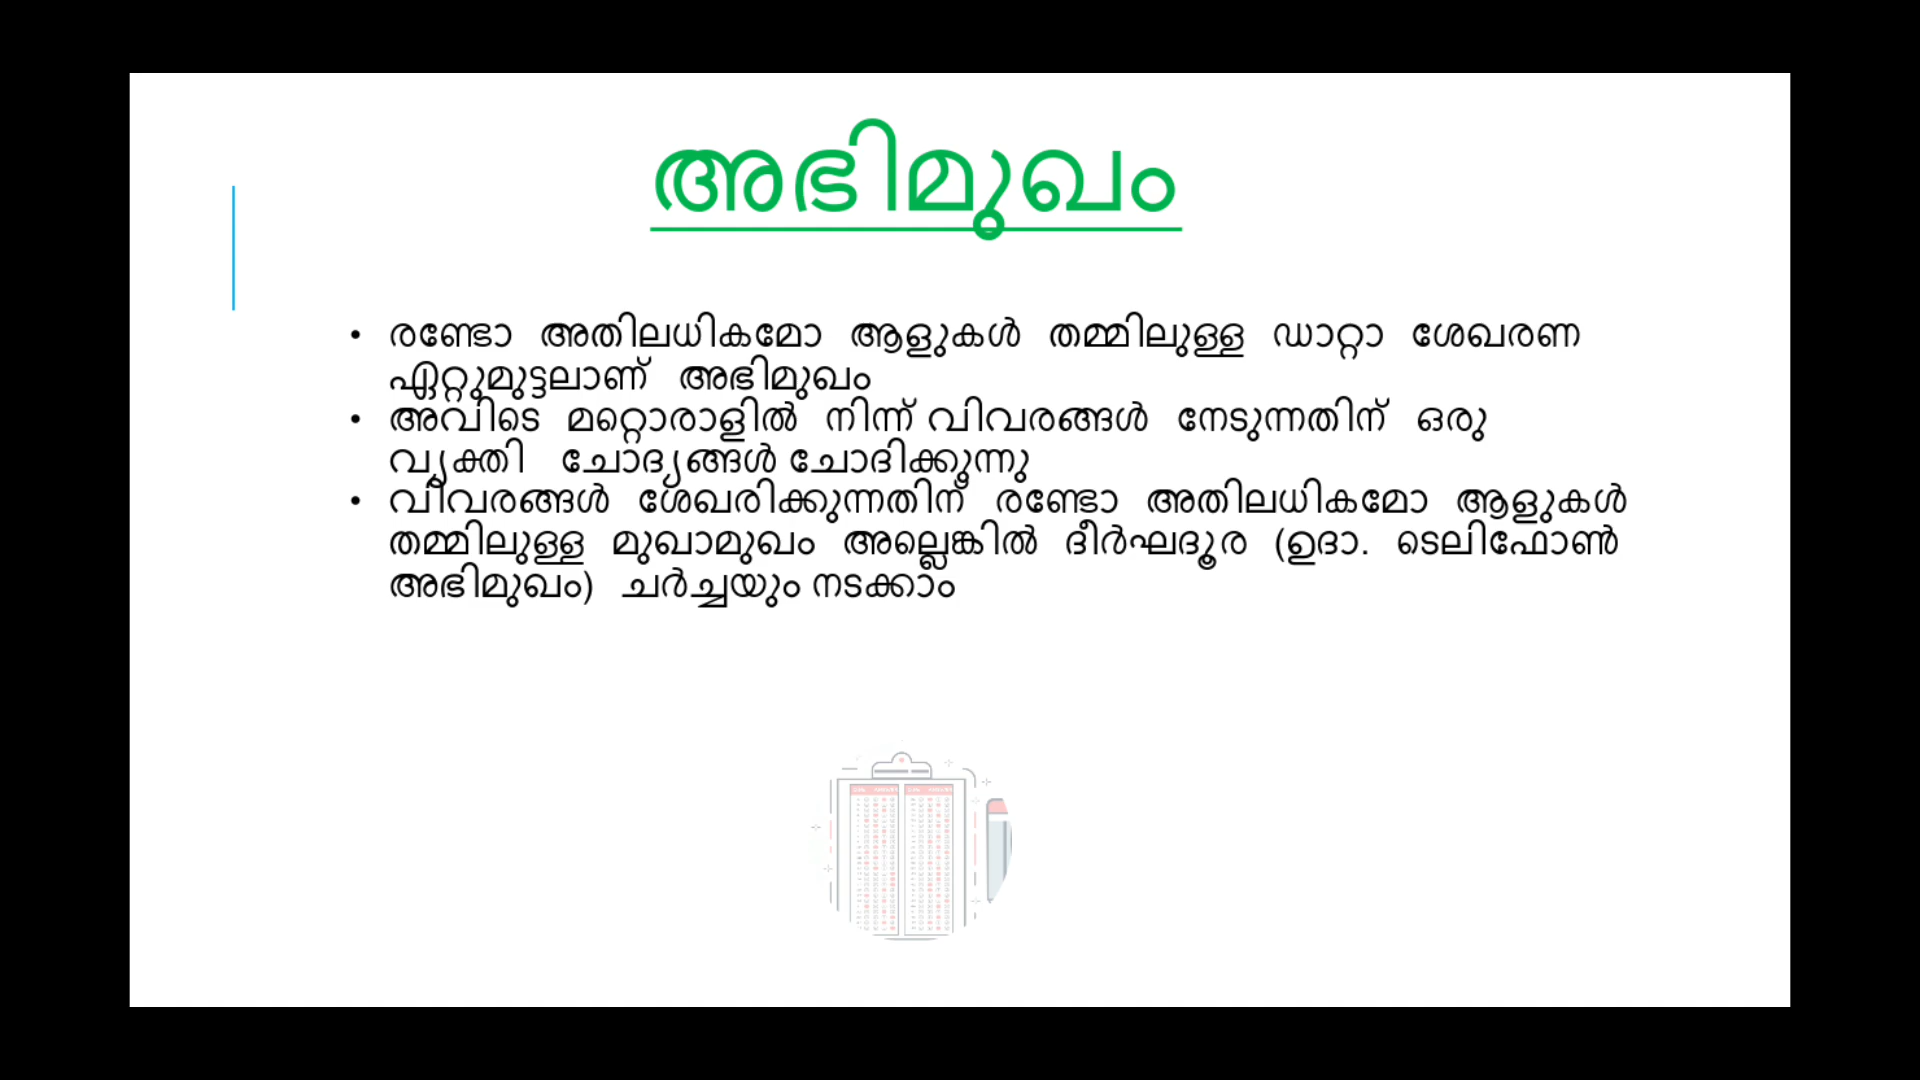 അഭിമുഖം
• രണ്ടോ അതിലധികമോ ആളുകൾ തമ്മിലുള്ള ഡാറ്റാ ശേഖരണ
ഏറ്റുമുട്ടലാണ് അഭിമുഖം
• അവിടെ മറ്റൊരാളിൽ നിന്ന് വിവരങ്ങൾ നേടുന്നതിന് ഒരു
വ്യക്തി ചോദ്യങ്ങൾ ചോദിക്കുന്നു
• വിവരങ്ങൾ ശേഖരിക്കുന്നതിന് രണ്ടോ അതിലധികമോ ആളുകൾ
തമ്മിലുള്ള മുഖാമുഖം അല്ലെങ്കിൽ ദീർഘദൂര (ഉദാ. ടെലിഫോൺ
അഭിമുഖം) ചർച്ചയും നടക്കാം